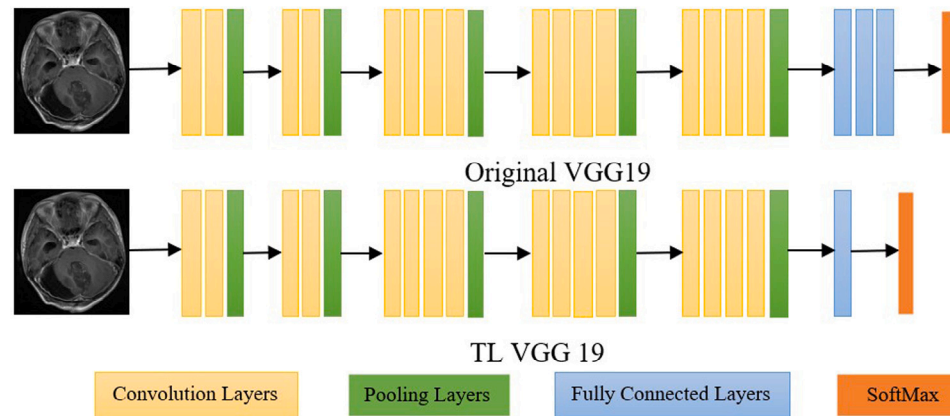 Original VGG19
TL VGG 19
Convolution Layers
Pooling Layers
Fully Connected Layers
SoftMax